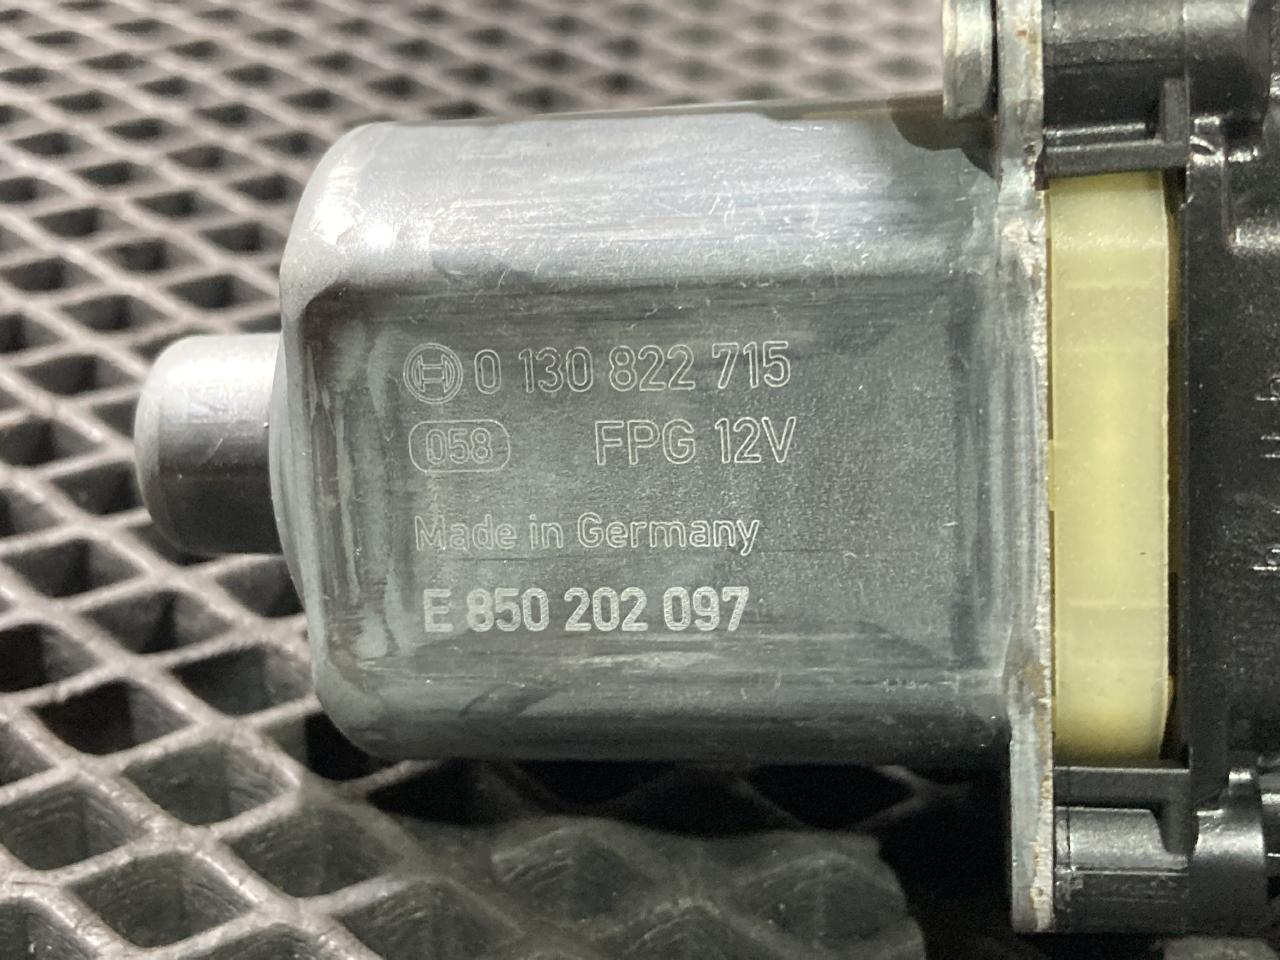 0 130 822 715
058 FPG 12V
Made in Germany
E 850 202 097